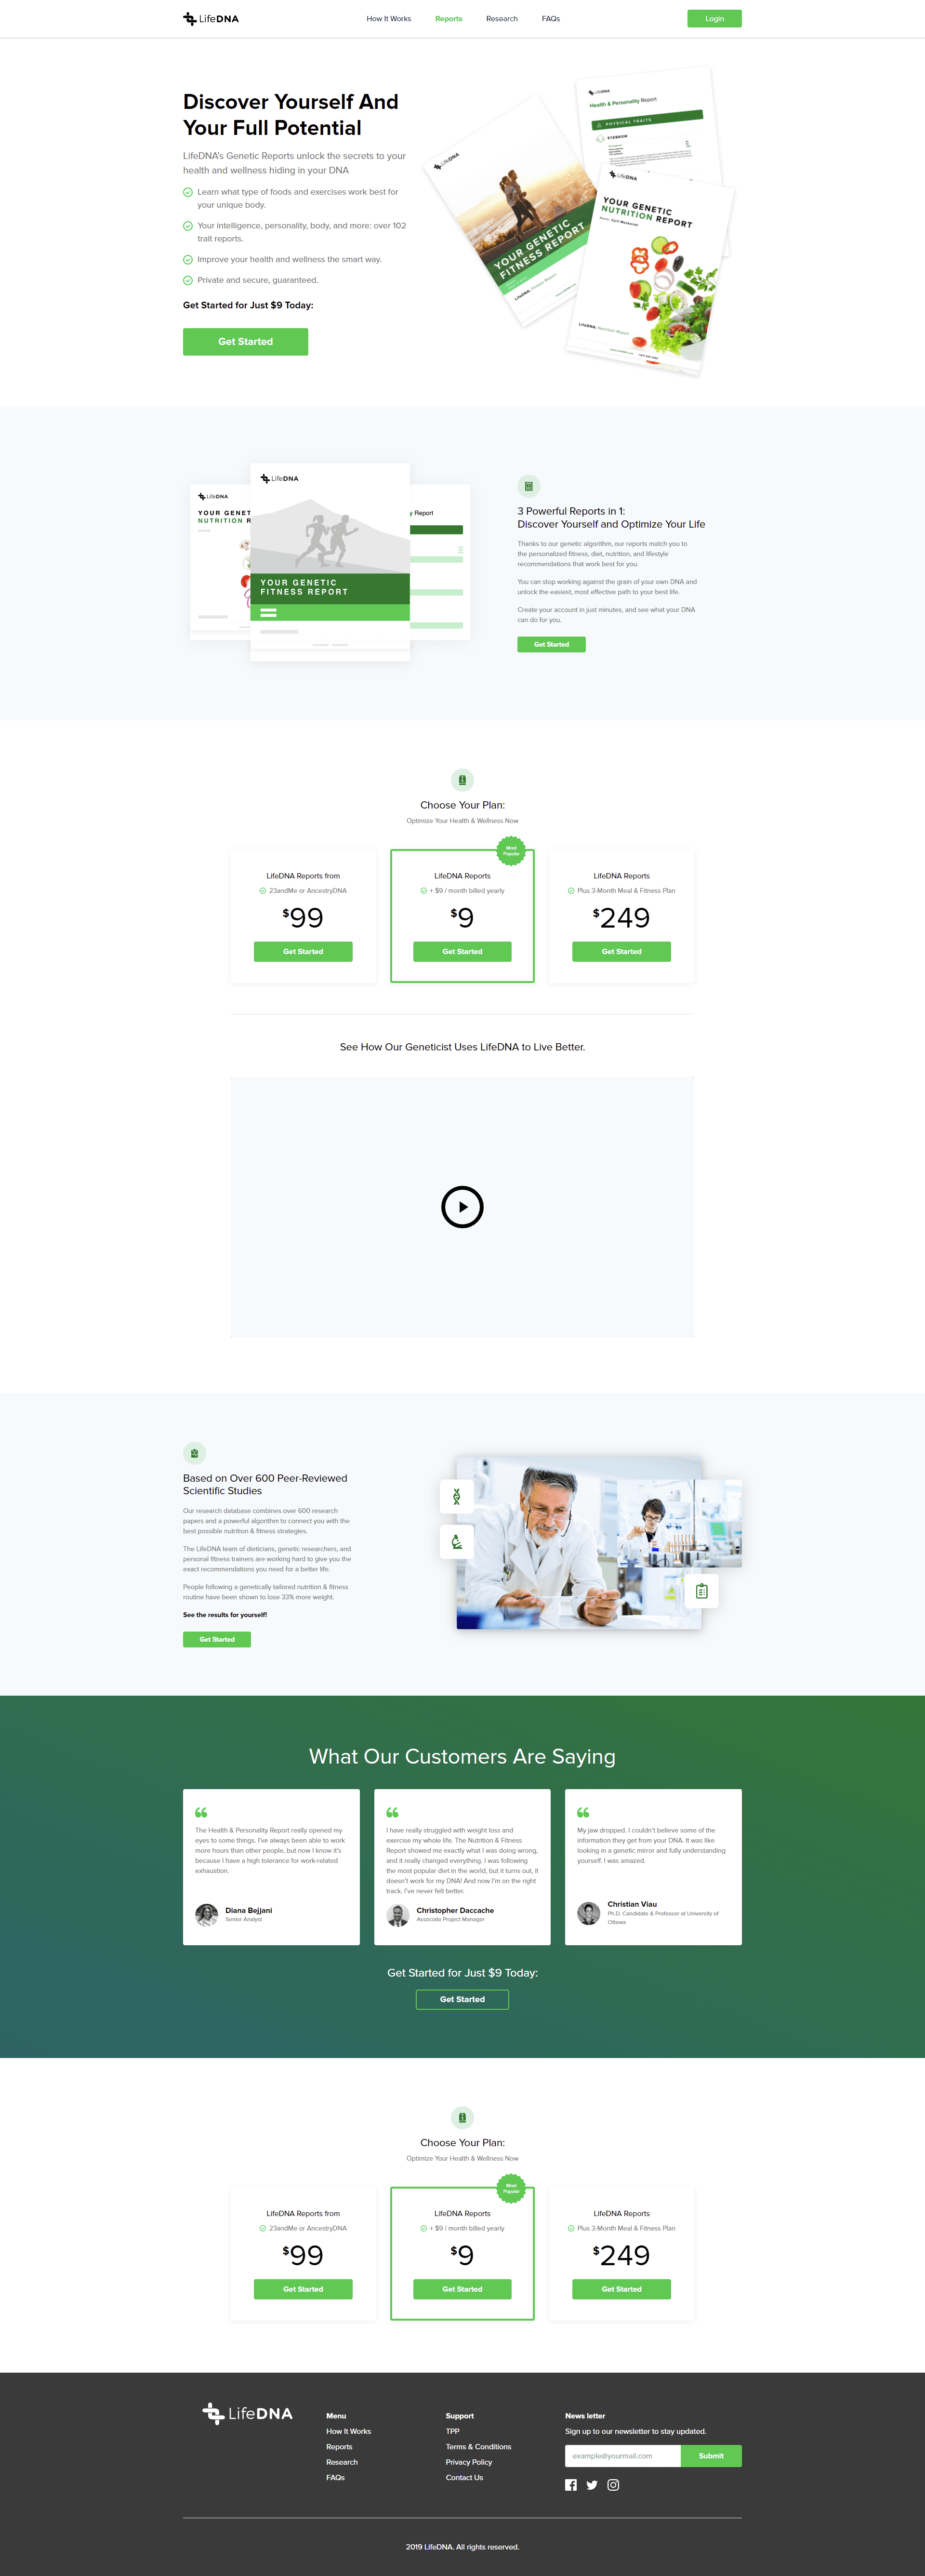 LifeDNA
How It Works
Reports
Research
FAQs
Login
Discover Yourself And
Your Full Potential
LifeDNA's Genetic Reports unlock the secrets to your
health and wellness hiding in your DNA
Learn what type of foods and exercises work best for
your unique body.
Your intelligence, personality, body, and more: over 102
trait reports.
Improve your health and wellness the smart way.
Private and secure, guaranteed.
Get Started for Just $9 Today:
Get Started
LifeDNA
YOUR GENETIC
FITNESS REPORT
LifeDNA
Health & Personality Report
PHYSICAL TRAITS
EYEBROW
LifeDNA
YOUR GENETIC
NUTRITION REPORT
LifeDNA Nutrition Report
LifeDNA
YOUR GENET
NUTRITION R
LifeDNA
YOUR GENETIC
FITNESS REPORT
y Report
3 Powerful Reports in 1:
Discover Yourself and Optimize Your Life
Thanks to our genetic algorithm, our reports match you to
the personalized fitness, diet, nutrition, and lifestyle
recommendations that work best for you.
You can stop working against the grain of your own DNA and
unlock the easiest, most effective path to your best life.
Create your account in just minutes, and see what your DNA
can do for you.
Get Started
Choose Your Plan:
Optimize Your Health & Wellness Now
LifeDNA Reports from
23andMe or AncestryDNA
$99
Get Started
Most
Popular
LifeDNA Reports
+ $9 / month billed yearly
$9
Get Started
LifeDNA Reports
Plus 3-Month Meal & Fitness Plan
$249
Get Started
See How Our Geneticist Uses LifeDNA to Live Better.
Based on Over 600 Peer-Reviewed
Scientific Studies
Our research database combines over 600 research
papers and a powerful algorithm to connect you with the
best possible nutrition & fitness strategies.
The LifeDNA team of dieticians, genetic researchers, and
personal fitness trainers are working hard to give you the
exact recommendations you need for a better life.
People following a genetically tailored nutrition & fitness
routine have been shown to lose 33% more weight.
See the results for yourself!
Get Started
What Our Customers Are Saying
The Health & Personality Report really opened my
eyes to some things. I've always been able to work
more hours than other people, but now I know it's
because I have a high tolerance for work-related
exhaustion.
Diana Bejjani
Senior Analyst
I have really struggled with weight loss and
exercise my whole life. The Nutrition & Fitness
Report showed me exactly what I was doing wrong,
and it really changed everything. I was following
the most popular diet in the world, but it turns out, it
doesn't work for my DNA! And now I'm on the right
track. I've never felt better.
Christopher Daccache
Associate Project Manager
My jaw dropped. I couldn't believe some of the
information they get from your DNA. It was like
looking in a genetic mirror and fully understanding
yourself. I was amazed.
Christian Viau
Ph.D. Candidate & Professor at University of
Ottawa
Get Started for Just $9 Today:
Get Started
Choose Your Plan:
Optimize Your Health & Wellness Now
LifeDNA Reports from
23andMe or AncestryDNA
$99
Get Started
Most
Popular
LifeDNA Reports
+ $9 / month billed yearly
$9
Get Started
LifeDNA Reports
Plus 3-Month Meal & Fitness Plan
$249
Get Started
LifeDNA
Menu
How It Works
Reports
Research
FAQs
Support
TPP
Terms & Conditions
Privacy Policy
Contact Us
News letter
Sign up to our newsletter to stay updated.
example@yourmail.com
Submit
2019 LifeDNA. All rights reserved.